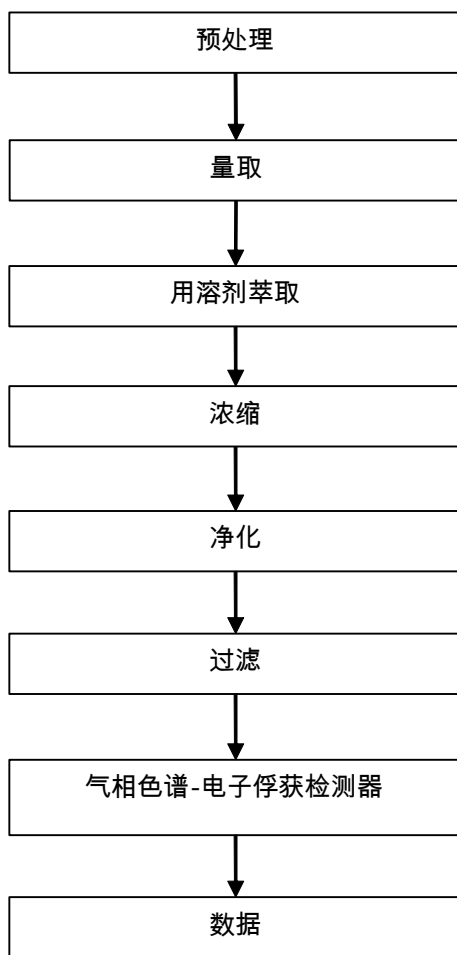 预处理
量取
用溶剂萃取
浓缩
净化
过滤
气相色谱-电子俘获检测器
数据